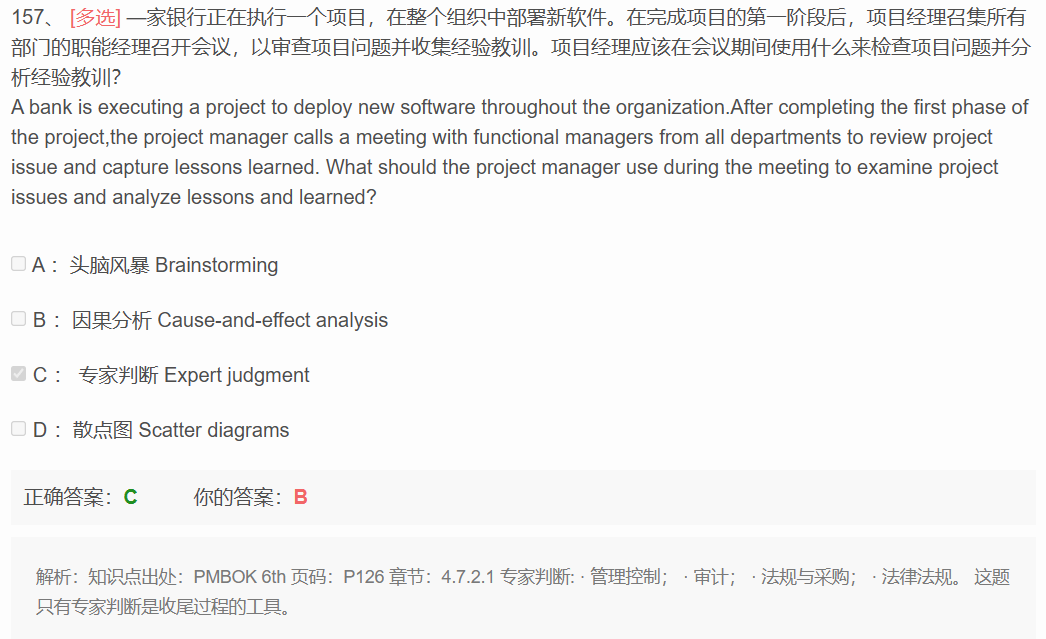 157、 [多选] 一家银行正在执行一个项目，在整个组织中部署新软件。在完成项目的第一阶段后，项目经理召集所有
部门的职能经理召开会议，以审查项目问题并收集经验教训。项目经理应该在会议期间使用什么来检查项目问题并分
析经验教训？
A bank is executing a project to deploy new software throughout the organization.After completing the first phase of
the project,the project manager calls a meeting with functional managers from all departments to review project
issue and capture lessons learned. What should the project manager use during the meeting to examine project
issues and analyze lessons and learned?
A： 头脑风暴 Brainstorming
B： 因果分析 Cause-and-effect analysis
C： 专家判断 Expert judgment
D： 散点图 Scatter diagrams
正确答案：C 你的答案：B
解析：知识点出处：PMBOK 6th 页码：P126 章节：4.7.2.1 专家判断: · 管理控制； · 审计； · 法规与采购； · 法律法规。 这题
只有专家判断是收尾过程的工具。